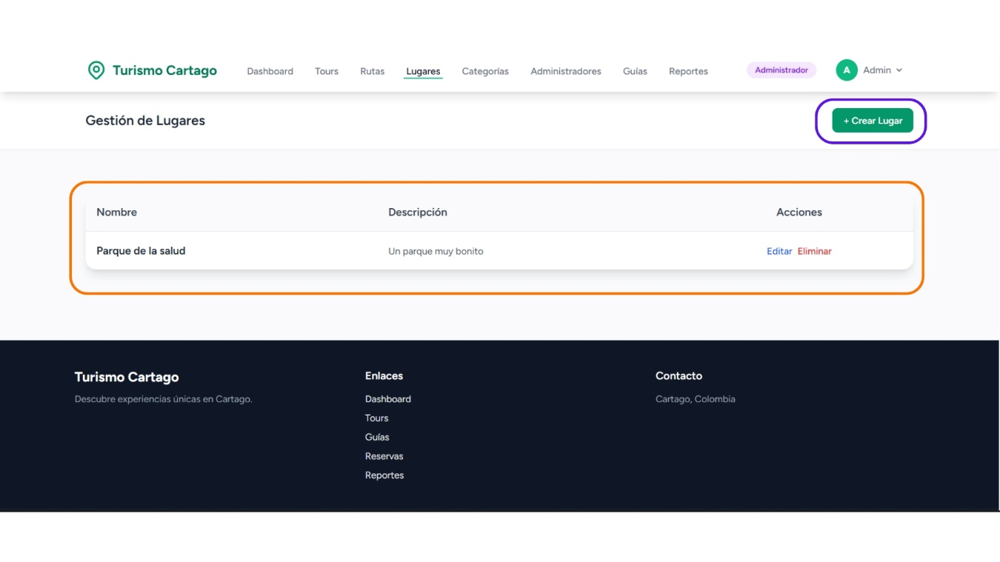 Turismo Cartago Dashboard Tours Rutas Lugares Categorías Administradores Guías Reportes Administrador A Admin
Gestión de Lugares + Crear Lugar
Nombre Descripción Acciones
Parque de la salud Un parque muy bonito Editar Eliminar
Turismo Cartago
Descubre experiencias únicas en Cartago.
Enlaces
Dashboard
Tours
Guías
Reservas
Reportes
Contacto
Cartago, Colombia